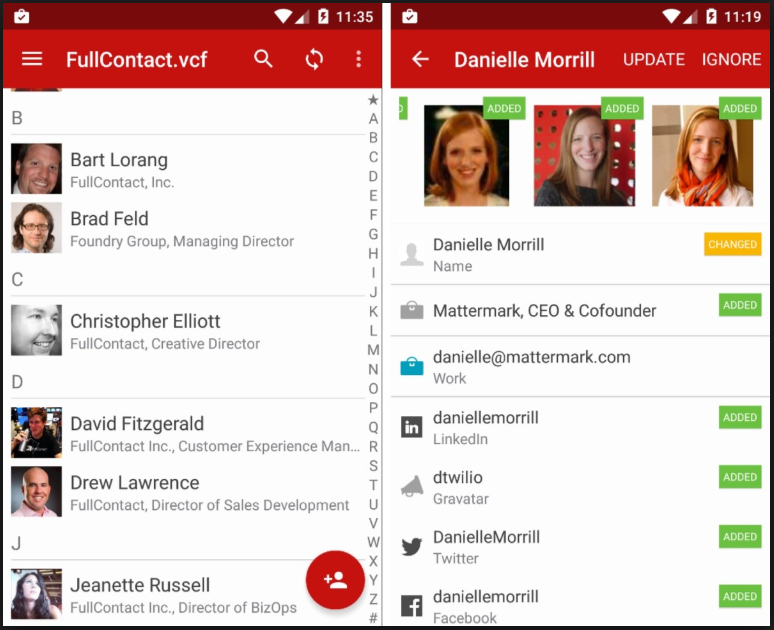 11:35
FullContact.vcf
B
Bart Lorang
FullContact, Inc.
Brad Feld
Foundry Group, Managing Director
C
Christopher Elliott
FullContact, Creative Director
D
David Fitzgerald
FullContact Inc., Customer Experience Man...
Drew Lawrence
FullContact, Director of Sales Development
J
Jeanette Russell
FullContact Inc., Director of BizOps
★
A
B
C
D
E
F
G
H
I
J
K
L
M
N
O
P
Q
R
S
T
U
V
W
X
Y
Z
#
11:19
Danielle Morrill UPDATE IGNORE
D ADDED ADDED ADDED
Danielle Morrill CHANGED
Name
Mattermark, CEO & Cofounder ADDED
danielle@mattermark.com
Work
daniellemorrill ADDED
LinkedIn
dtwilio ADDED
Gravatar
DanielleMorrill ADDED
Twitter
daniellemorrill ADDED
Facebook